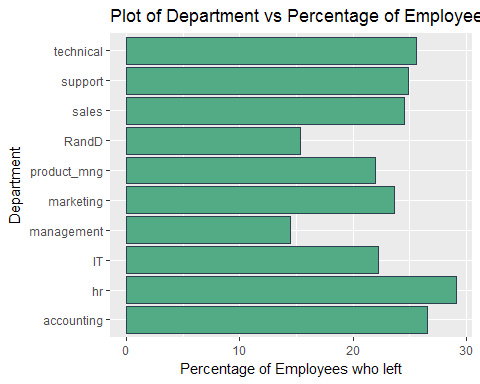 Plot of Department vs Percentage of Employee
technical
support
sales
RandD
product_mng
marketing
management
IT
hr
accounting
Department
0 10 20 30
Percentage of Employees who left